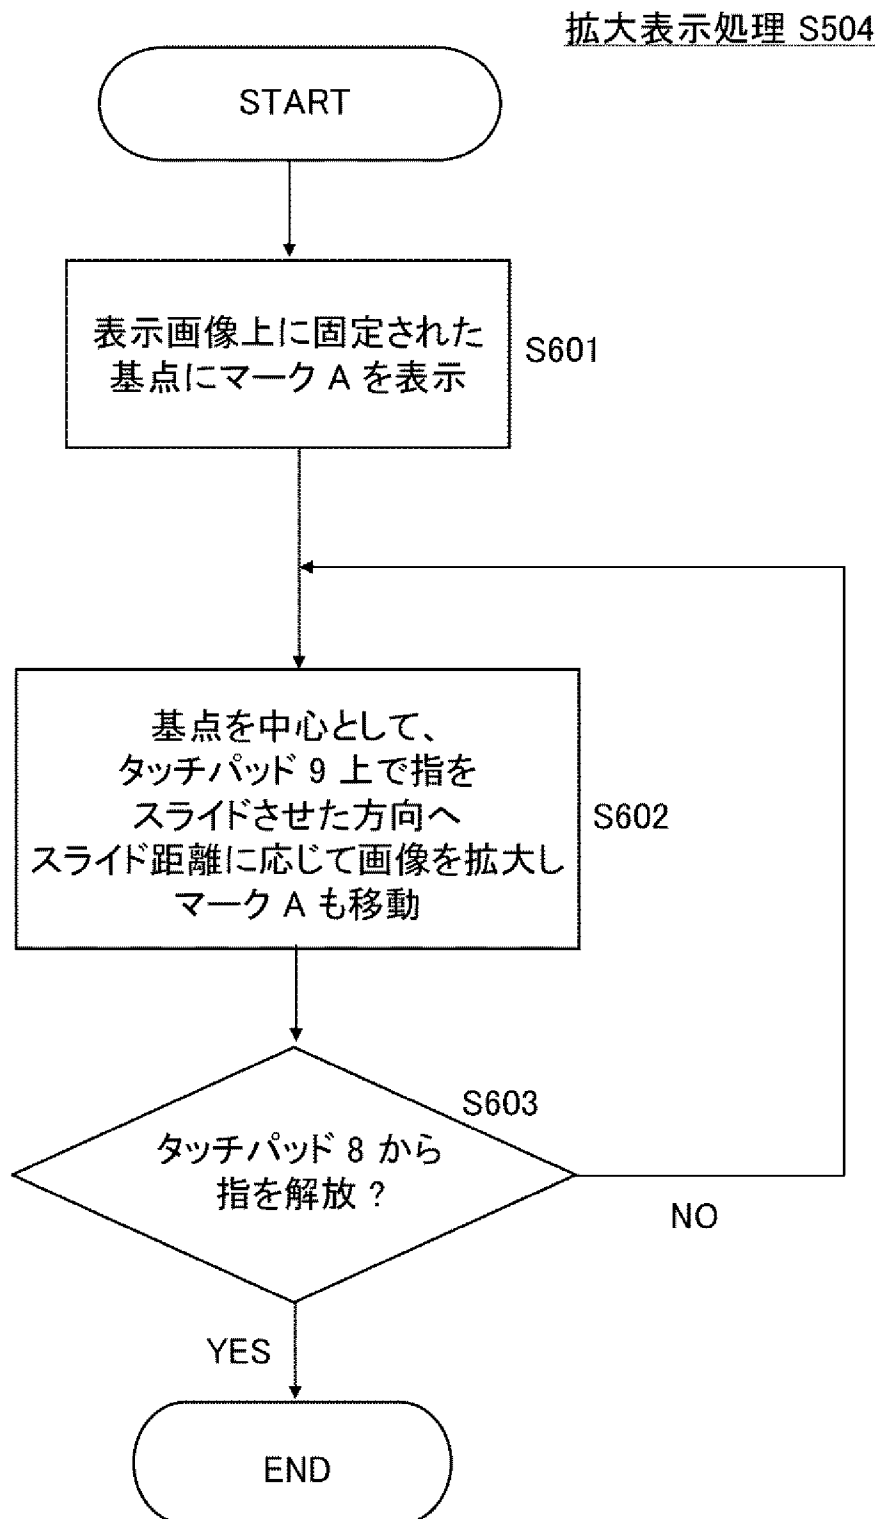 拡大表示処理 S504
START
表示画像上に固定された
基点にマーク A を表示
S601
基点を中心として、
タッチパッド 9 上で指を
スライドさせた方向へ
スライド距離に応じて画像を拡大し
マーク A も移動
S602
S603
タッチパッド 8 から
指を解放 ?
NO
YES
END